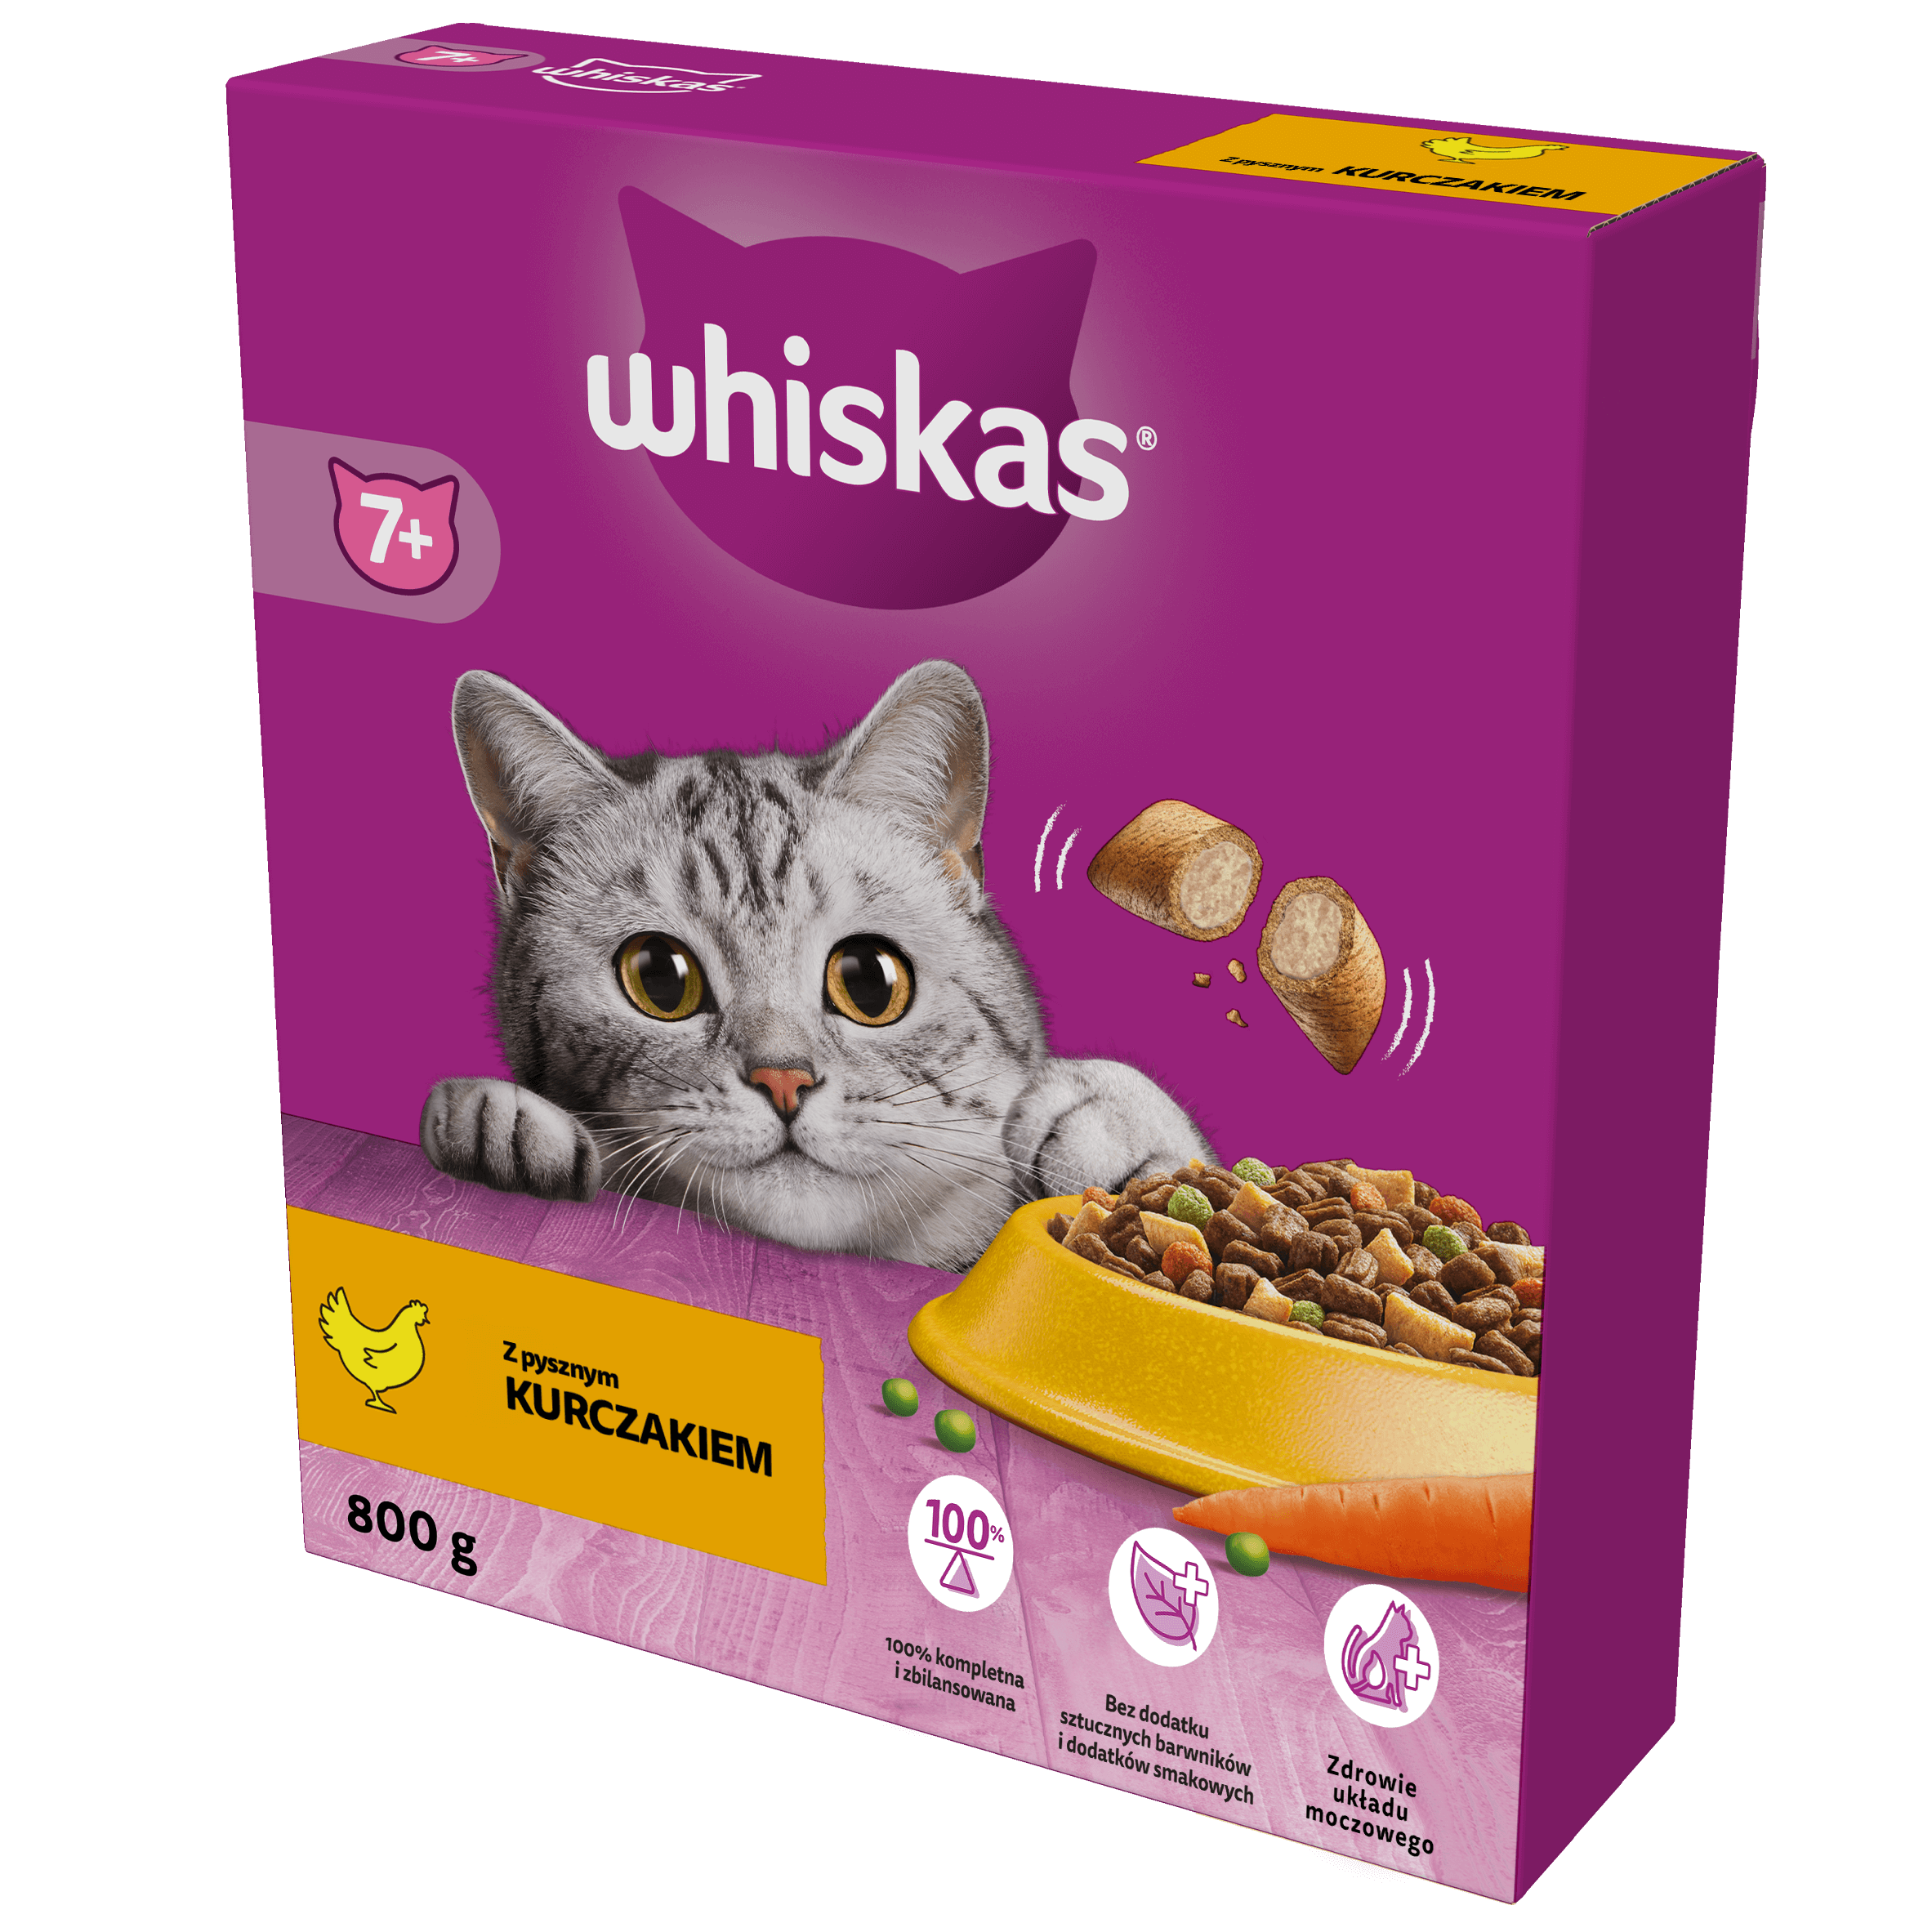 7+
whiskas
Z pysznym KURCZAKIEM
whiskas®
7+
Z pysznym
KURCZAKIEM
800 g
100%
100% kompletna
i zbilansowana
Bez dodatku
sztucznych barwników
i dodatków smakowych
Zdrowie
układu
moczowego